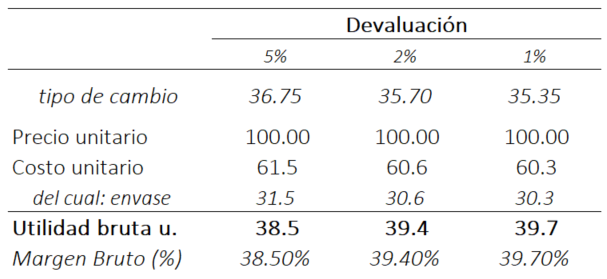 Devaluación
5% 2% 1%
tipo de cambio 36.75 35.70 35.35
Precio unitario 100.00 100.00 100.00
Costo unitario 61.5 60.6 60.3
del cual: envase 31.5 30.6 30.3
Utilidad bruta u. 38.5 39.4 39.7
Margen Bruto (%) 38.50% 39.40% 39.70%